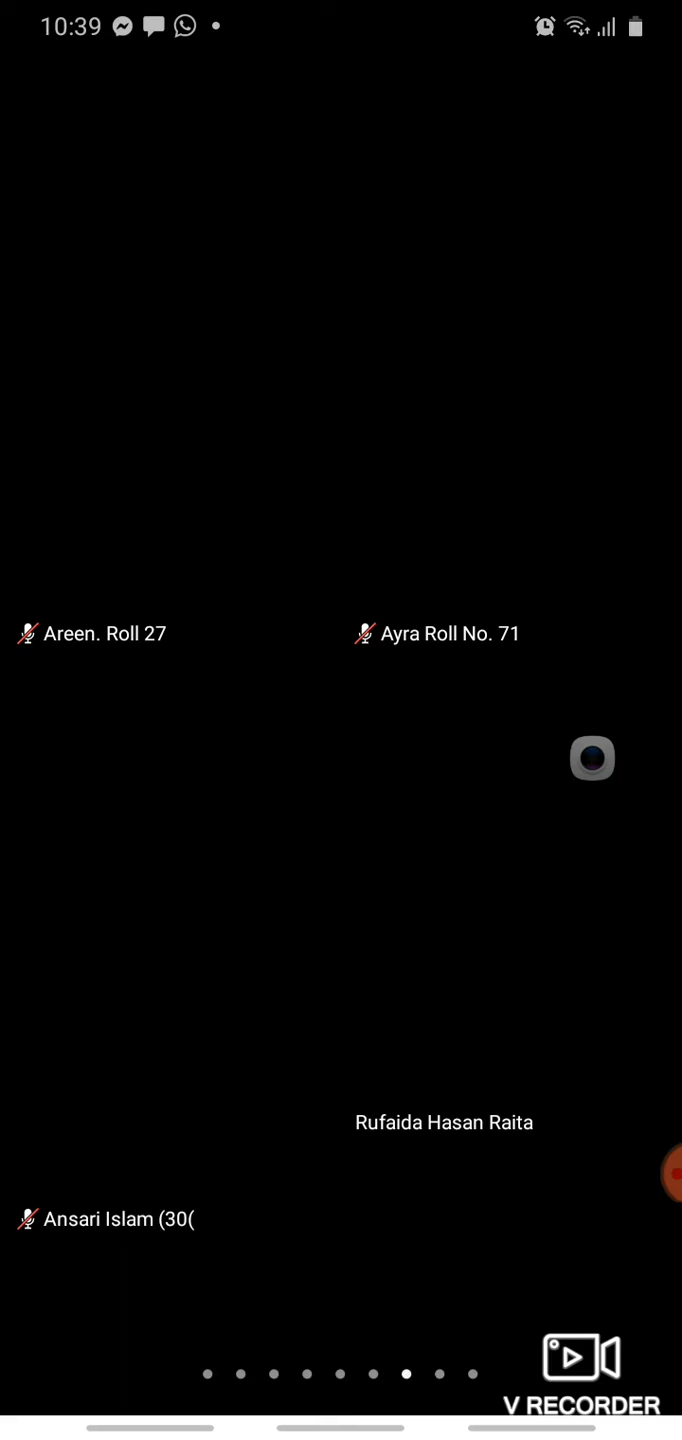 10:39
Areen. Roll 27
Ayra Roll No. 71
Rufaida Hasan Raita
Ansari Islam (30(
V RECORDER